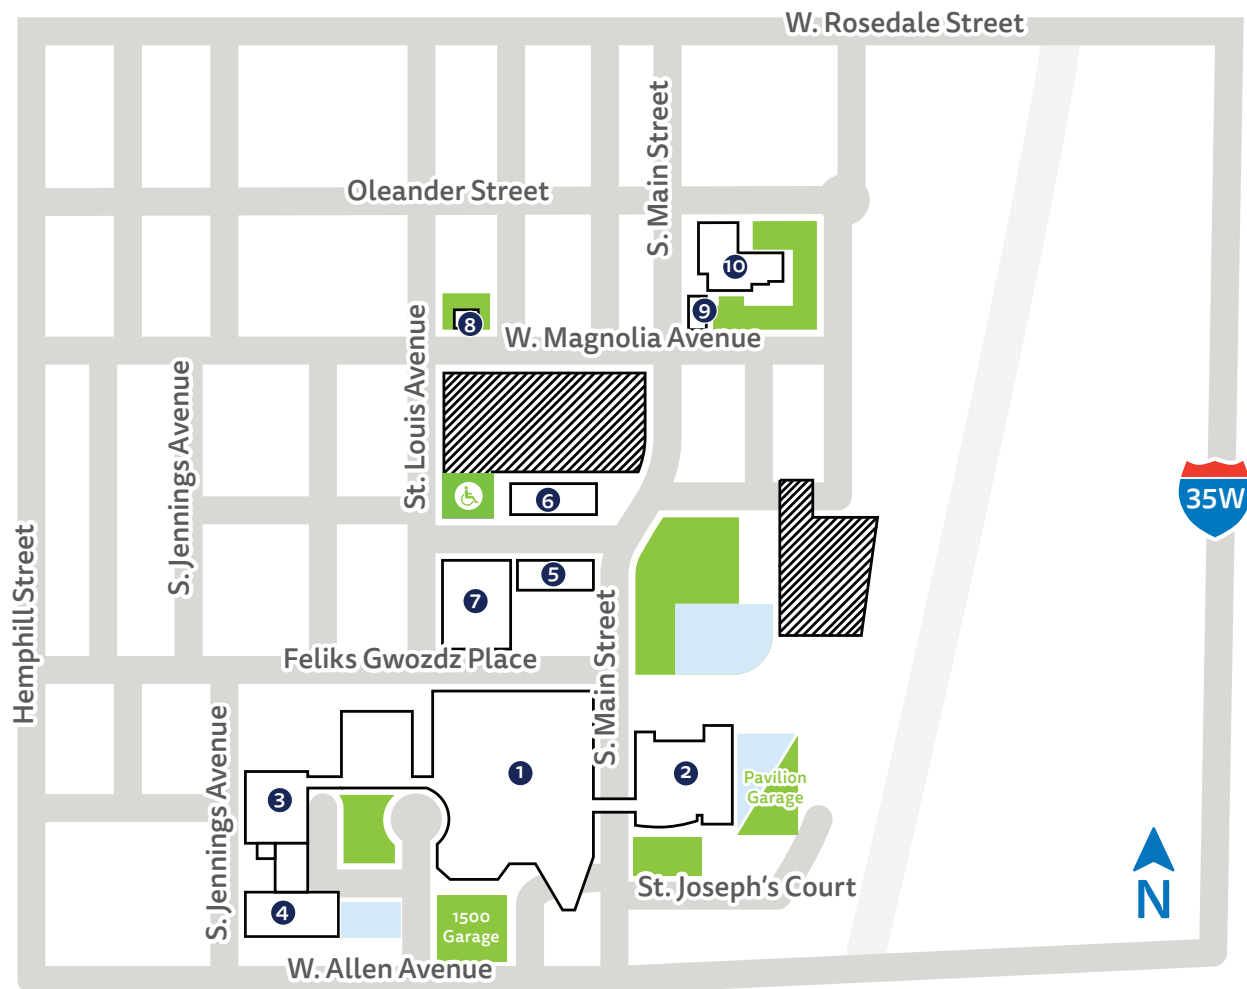 W. Rosedale Street
S. Main Street
Oleander Street
10
9
8
W. Magnolia Avenue
St. Louis Avenue
S. Jennings Avenue
35W
6
5
7
Hemphill Street
Feliks Gwozdz Place
S. Main Street
1
2
Pavilion
Garage
3
S. Jennings Avenue
St. Joseph's Court
4
1500
Garage
N
W. Allen Avenue